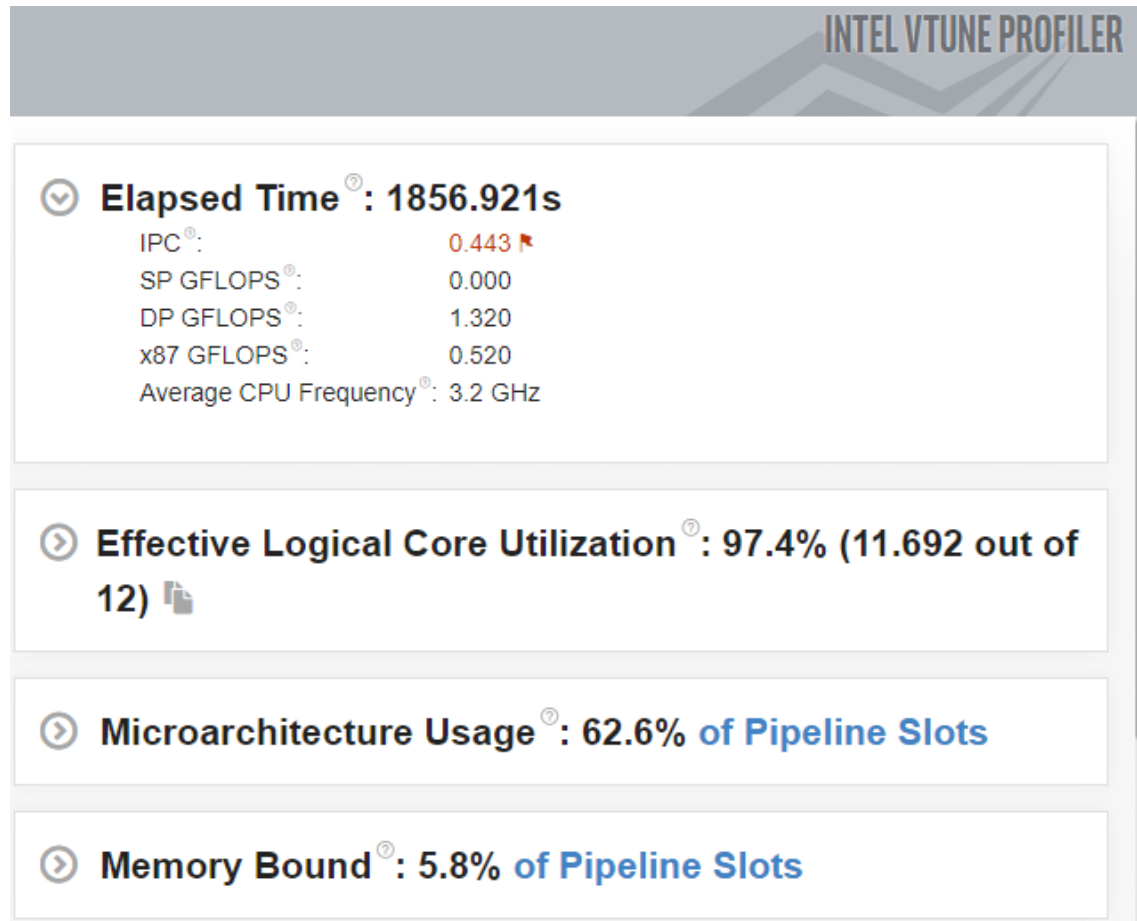 INTEL VTUNE PROFILER
Elapsed Time ?: 1856.921s
IPC ?: 0.443
SP GFLOPS ?: 0.000
DP GFLOPS ?: 1.320
x87 GFLOPS ?: 0.520
Average CPU Frequency ?: 3.2 GHz
Effective Logical Core Utilization ?: 97.4% (11.692 out of
12)
Microarchitecture Usage ?: 62.6% of Pipeline Slots
Memory Bound ?: 5.8% of Pipeline Slots